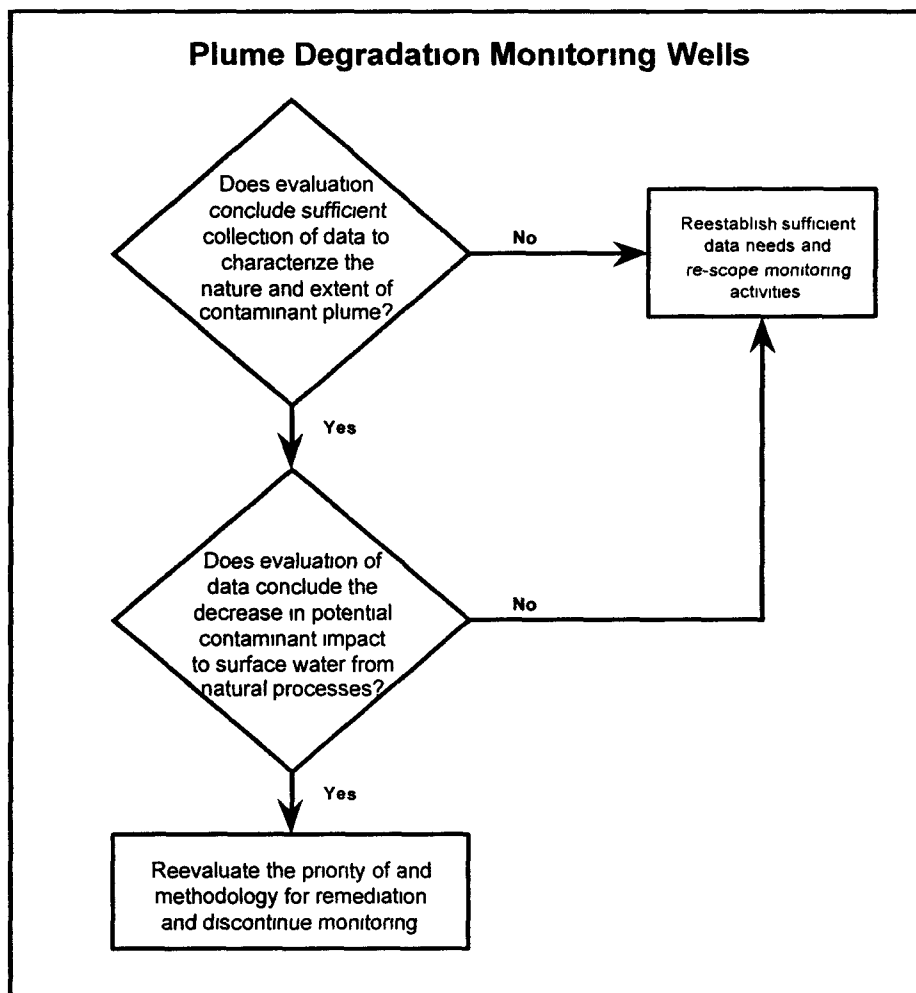 Plume Degradation Monitoring Wells
Does evaluation
conclude sufficient
collection of data to
characterize the
nature and extent of
contaminant plume?
No
Reestablish sufficient
data needs and
re-scope monitoring
activities
Yes
Does evaluation of
data conclude the
decrease in potential
contaminant impact
to surface water from
natural processes?
No
Yes
Reevaluate the priority of and
methodology for remediation
and discontinue monitoring